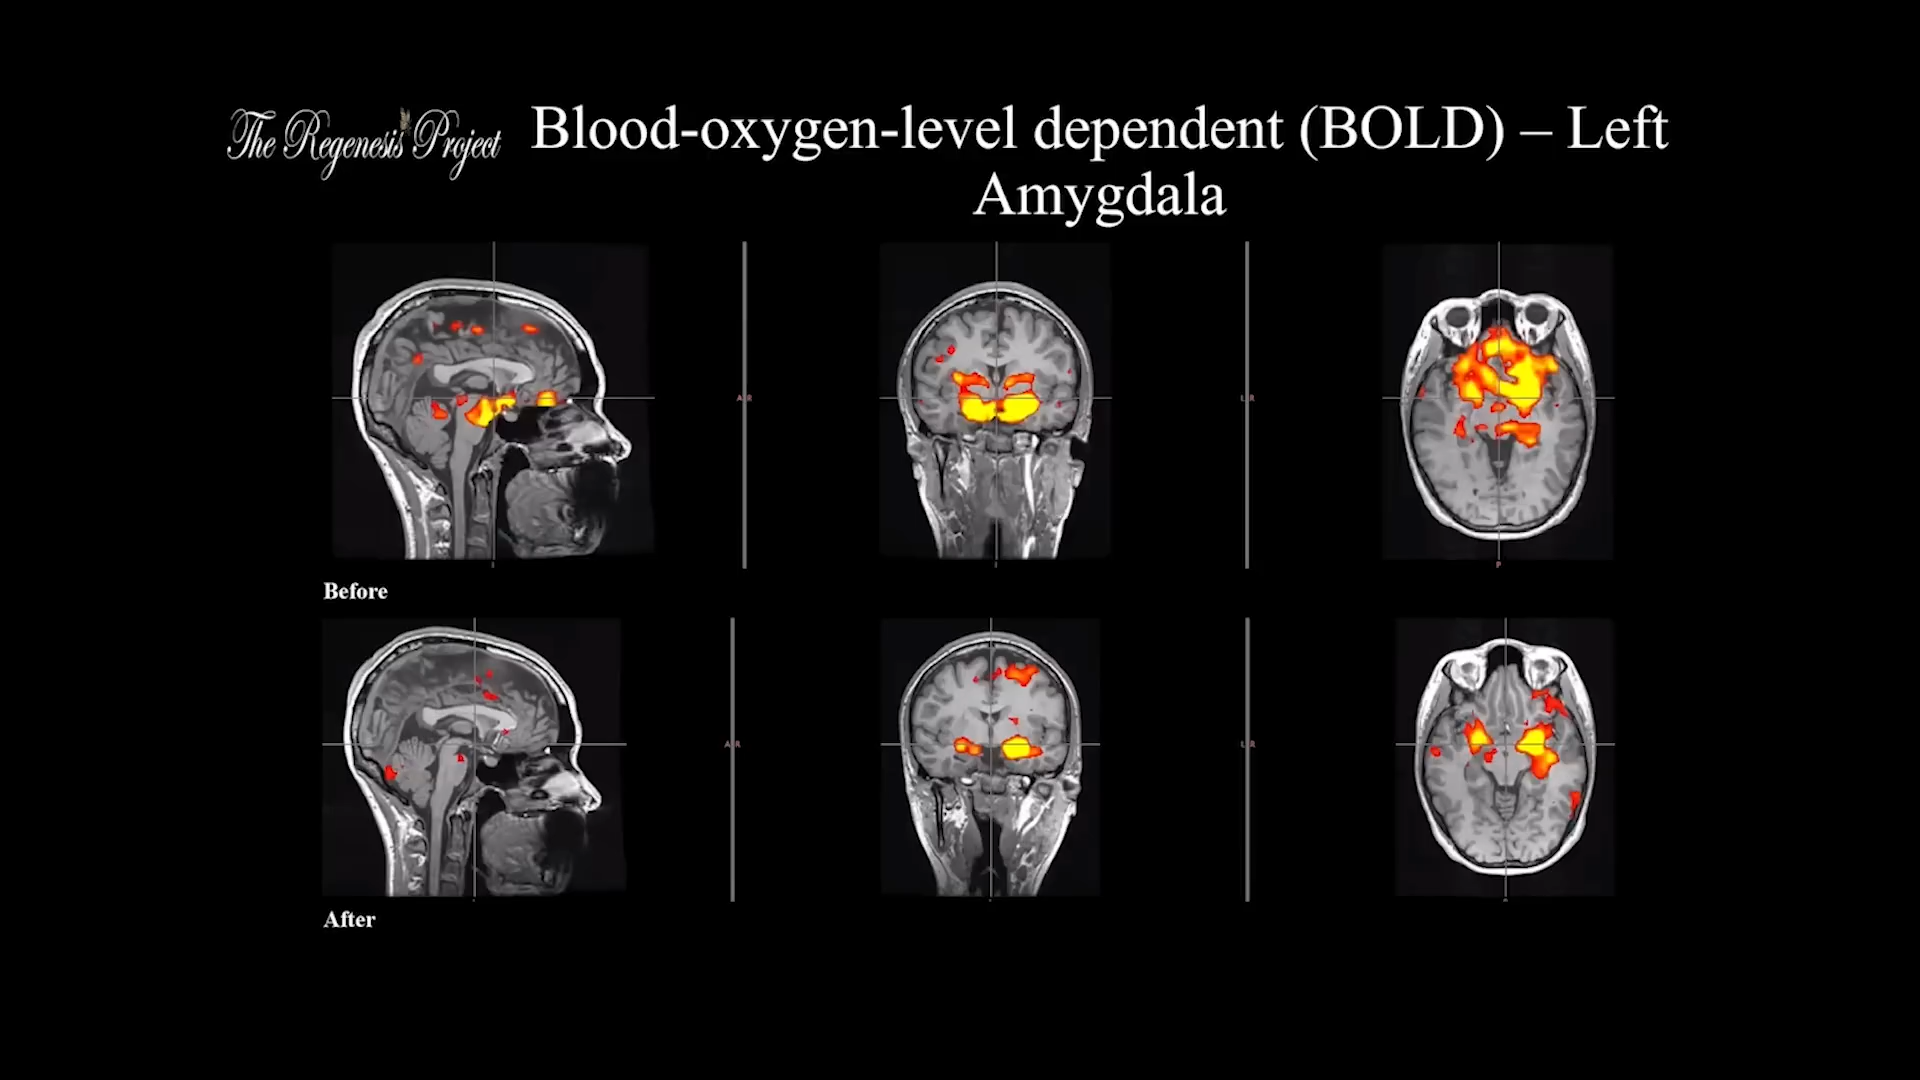 The Regenesis Project
Blood-oxygen-level dependent (BOLD) – Left
Amygdala
Before
After